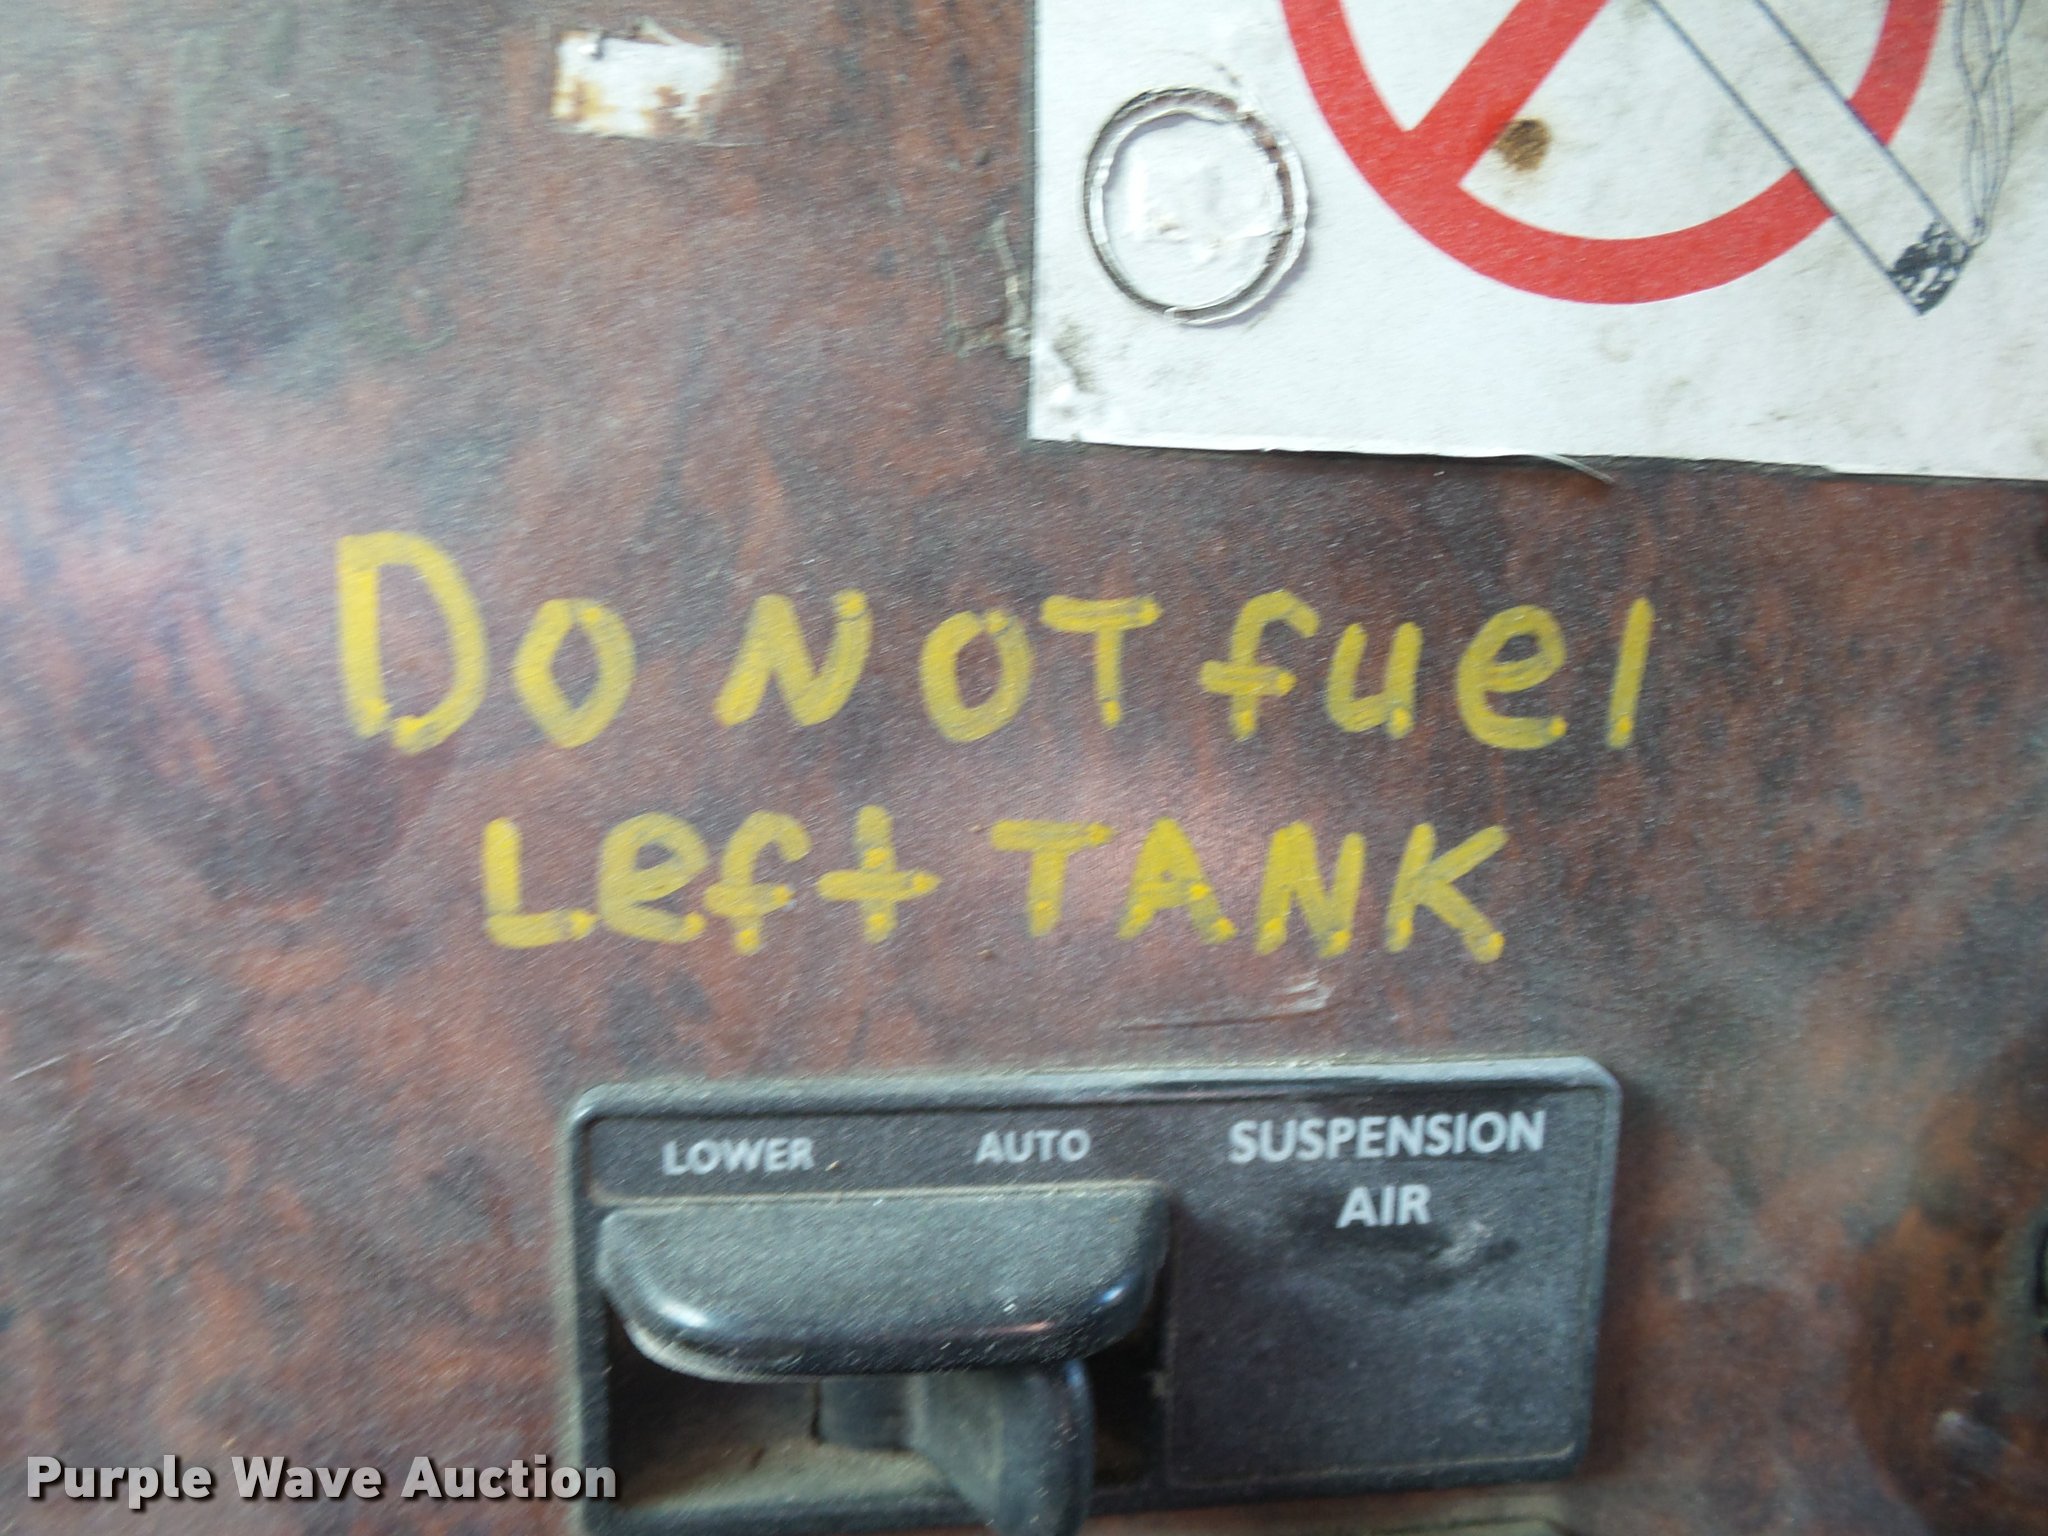 Do NOT fuel
Left TANK
LOWER AUTO SUSPENSION
AIR
Purple Wave Auction